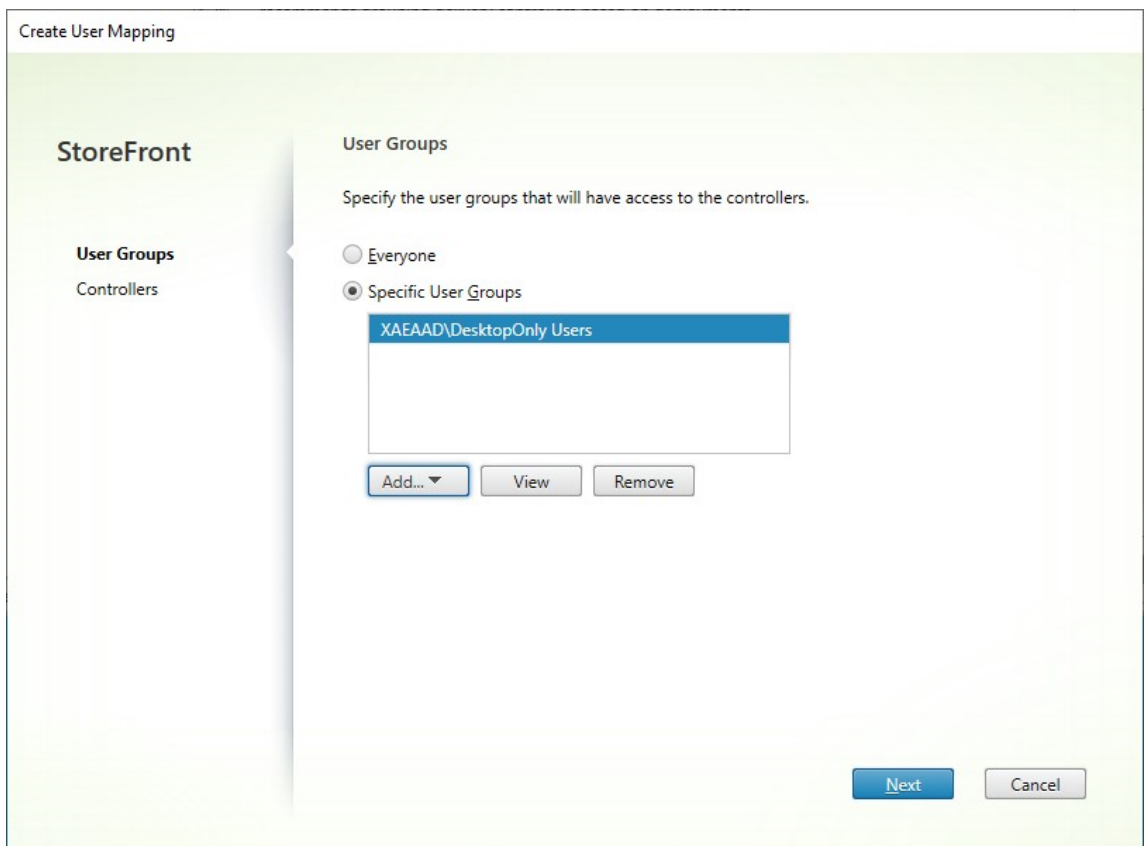 Create User Mapping
StoreFront
User Groups
Controllers
User Groups
Specify the user groups that will have access to the controllers.
Everyone
Specific User Groups
XAEAAD\DesktopOnly Users
Add...
View
Remove
Next
Cancel